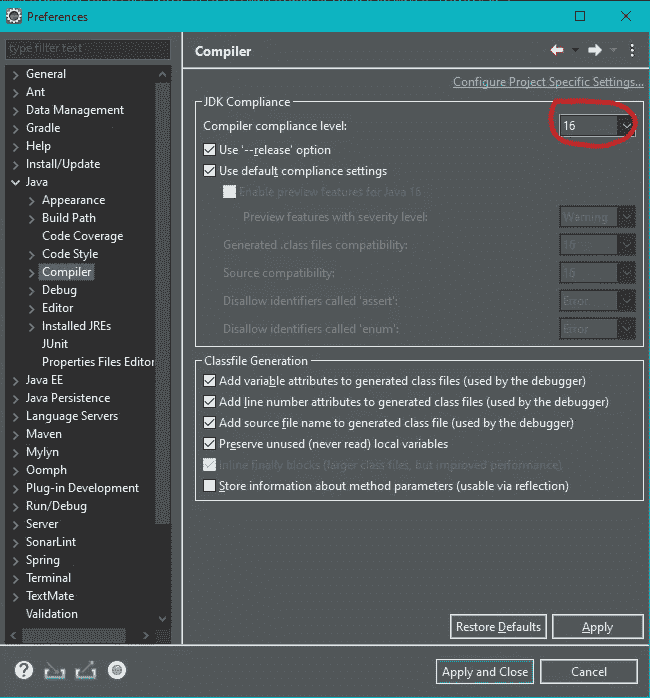 Preferences
type filter text
General
Ant
Data Management
Gradle
Help
Install/Update
Java
Appearance
Build Path
Code Coverage
Code Style
Compiler
Debug
Editor
Installed JREs
JUnit
Properties Files Editor
Java EE
Java Persistence
Language Servers
Maven
Mylyn
Oomph
Plug-in Development
Run/Debug
Server
SonarLint
Spring
Terminal
TextMate
Validation
Compiler
Configure Project Specific Settings...
JDK Compliance
Compiler compliance level: 16
Use '--release' option
Use default compliance settings
Enable preview features for Java 16
Preview features with severity level: Warning
Generated .class files compatibility: 16
Source compatibility: 16
Disallow identifiers called 'assert': Error
Disallow identifiers called 'enum': Error
Classfile Generation
Add variable attributes to generated class files (used by the debugger)
Add line number attributes to generated class files (used by the debugger)
Add source file name to generated class file (used by the debugger)
Preserve unused (never read) local variables
Inline finally blocks (larger class files, but improved performance)
Store information about method parameters (usable via reflection)
Restore Defaults Apply
Apply and Close Cancel